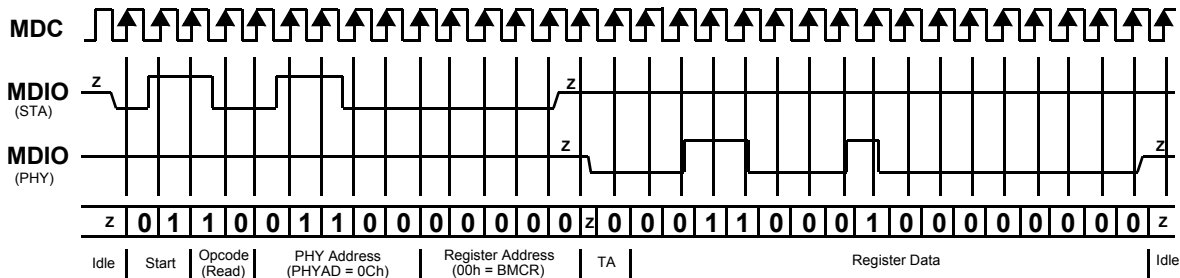 MDC
z
z
MDIO
(STA)
z
z
MDIO
(PHY)
z 0 1 1 0 0 1 1 0 0 0 0 0 0 0 z 0 0 0 1 1 0 0 0 1 0 0 0 0 0 0 0 0 z
Idle Start Opcode (Read) PHY Address (PHYAD = 0Ch) Register Address (00h = BMCR) TA Register Data Idle